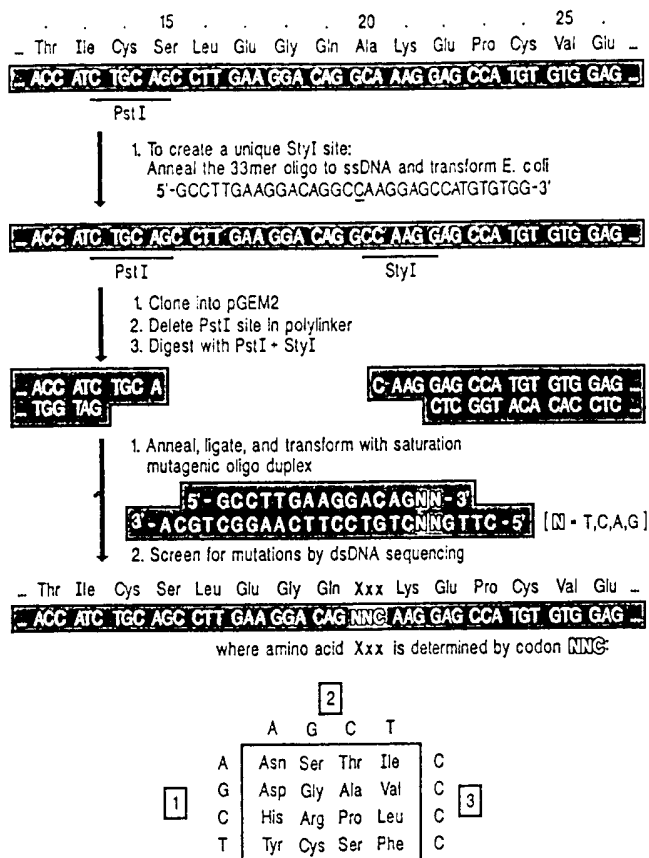 . 15 . . . . 20 . . . . 25 .
_ Thr Ile Cys Ser Leu Glu Gly Gln Ala Lys Glu Pro Cys Val Glu _
_ ACC ATC TGC AGC CTT GAA GGA CAG GCA AAG GAG CCA TGT GTG GAG _
PstI
1. To create a unique StyI site:
Anneal the 33mer oligo to ssDNA and transform E. coli
5'-GCCTTGAAGGACAGGCCAAGGAGCCATGTGTGG-3'
_ ACC ATC TGC AGC CTT GAA GGA CAG GCC AAG GAG CCA TGT GTG GAG _
PstI StyI
1. Clone into pGEM2
2. Delete PstI site in polylinker
3. Digest with PstI + StyI
_ ACC ATC TGC A C-AAG GAG CCA TGT GTG GAG _
_ TGG TAG CTC GGT ACA CAC CTC _
1. Anneal, ligate, and transform with saturation
mutagenic oligo duplex
5'-GCCTTGAAGGACAGNN-3'
3'-ACGTCGGAACTTCCTGTCNNGTTC-5' [N - T,C,A,G]
2. Screen for mutations by dsDNA sequencing
_ Thr Ile Cys Ser Leu Glu Gly Gln Xxx Lys Glu Pro Cys Val Glu _
_ ACC ATC TGC AGC CTT GAA GGA CAG NNC AAG GAG CCA TGT GTG GAG _
where amino acid Xxx is determined by codon NNC:
2
A G C T
A Asn Ser Thr Ile C
G Asp Gly Ala Val C
1 3
C His Arg Pro Leu C
T Tyr Cys Ser Phe C